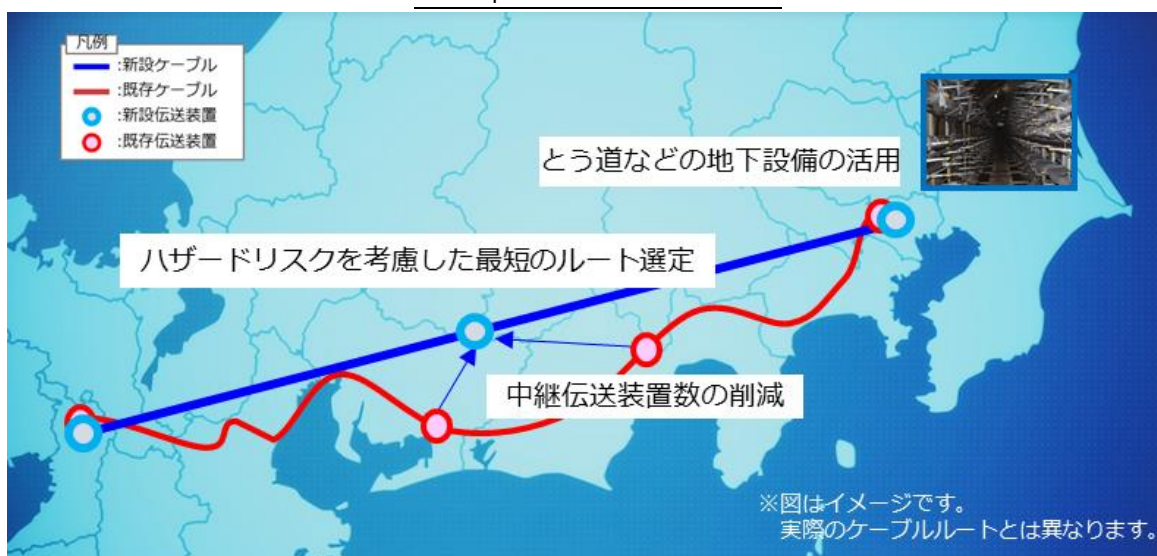 凡例
:新設ケーブル
:既存ケーブル
:新設伝送装置
:既存伝送装置
とう道などの地下設備の活用
ハザードリスクを考慮した最短のルート選定
中継伝送装置数の削減
※図はイメージです。
実際のケーブルルートとは異なります。